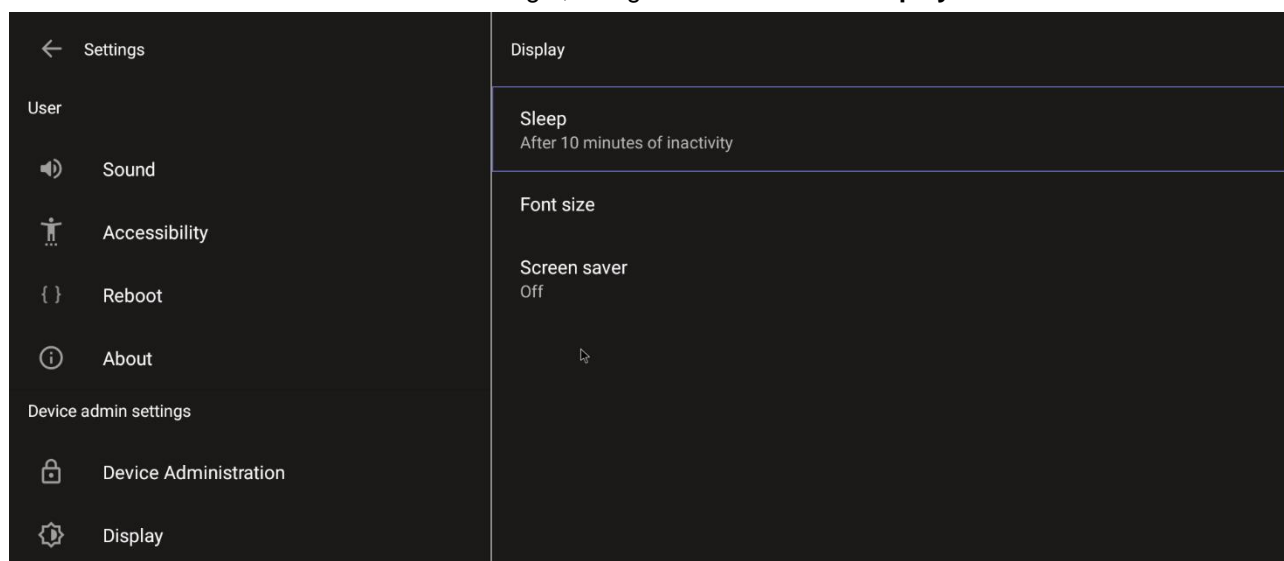 Settings
User
Sound
Accessibility
Reboot
About
Device admin settings
Device Administration
Display
Display
Sleep
After 10 minutes of inactivity
Font size
Screen saver
Off